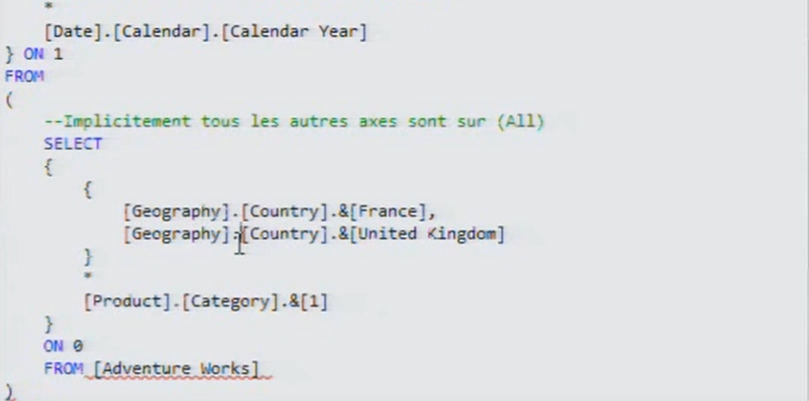 *
[Date].[Calendar].[Calendar Year]
} ON 1
FROM
(
--Implicitement tous les autres axes sont sur (All)
SELECT
{
{
[Geography].[Country].&[France],
[Geography].[Country].&[United Kingdom]
}
*
[Product].[Category].&[1]
}
ON 0
FROM [Adventure Works]
)